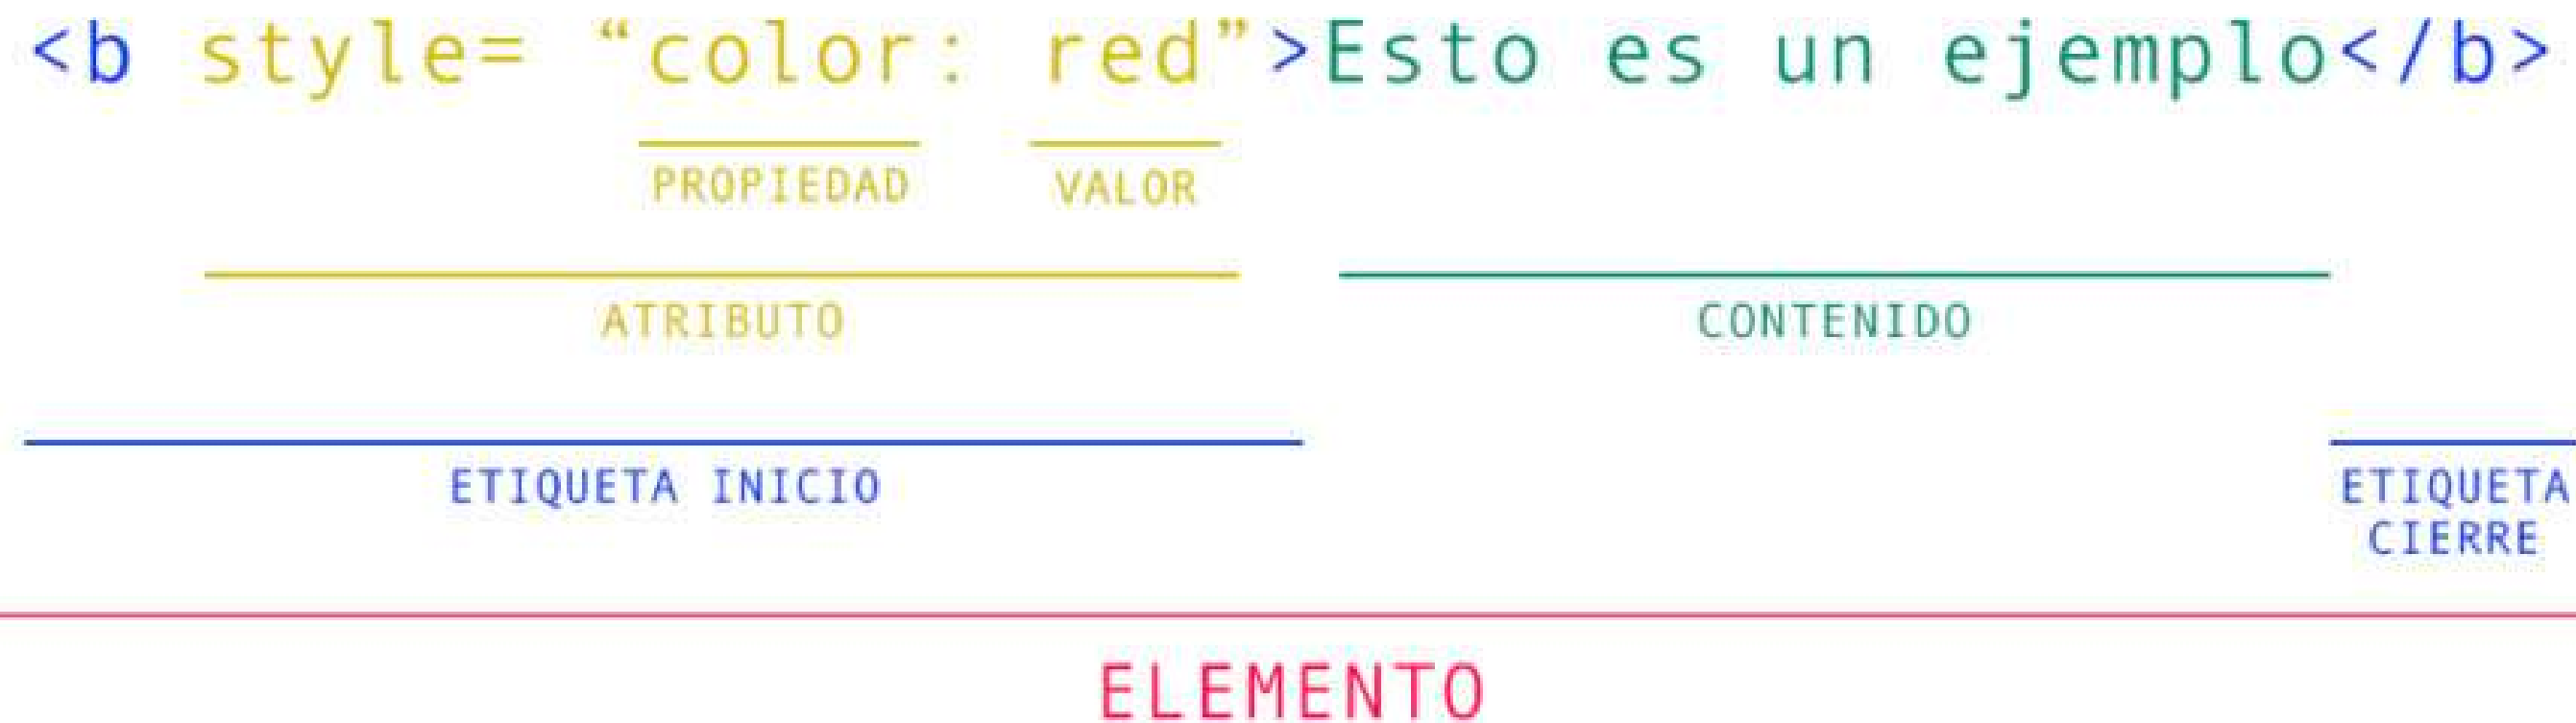 <b style= “color: red”>Esto es un ejemplo</b>
PROPIEDAD VALOR
ATRIBUTO CONTENIDO
ETIQUETA INICIO ETIQUETA
CIERRE
ELEMENTO